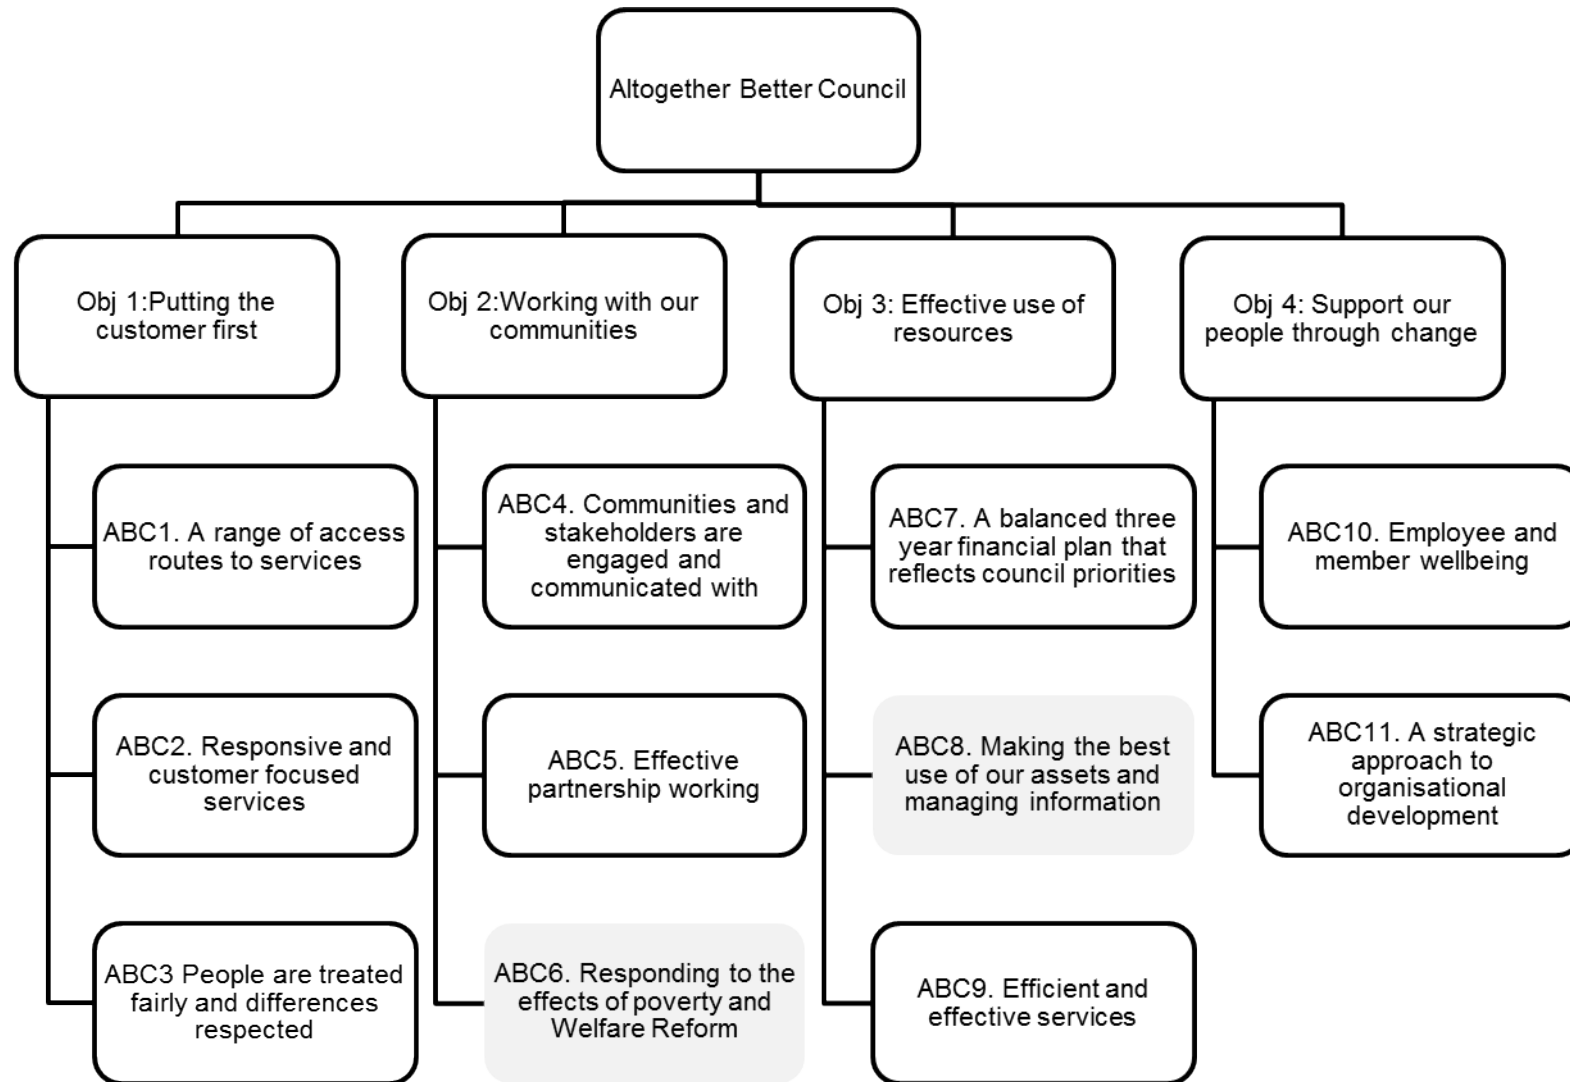 Altogether Better Council
Obj 1:Putting the
customer first
Obj 2:Working with our
communities
Obj 3: Effective use of
resources
Obj 4: Support our
people through change
ABC1. A range of access
routes to services
ABC4. Communities and
stakeholders are
engaged and
communicated with
ABC7. A balanced three
year financial plan that
reflects council priorities
ABC10. Employee and
member wellbeing
ABC2. Responsive and
customer focused
services
ABC5. Effective
partnership working
ABC8. Making the best
use of our assets and
managing information
ABC11. A strategic
approach to
organisational
development
ABC3 People are treated
fairly and differences
respected
ABC6. Responding to the
effects of poverty and
Welfare Reform
ABC9. Efficient and
effective services